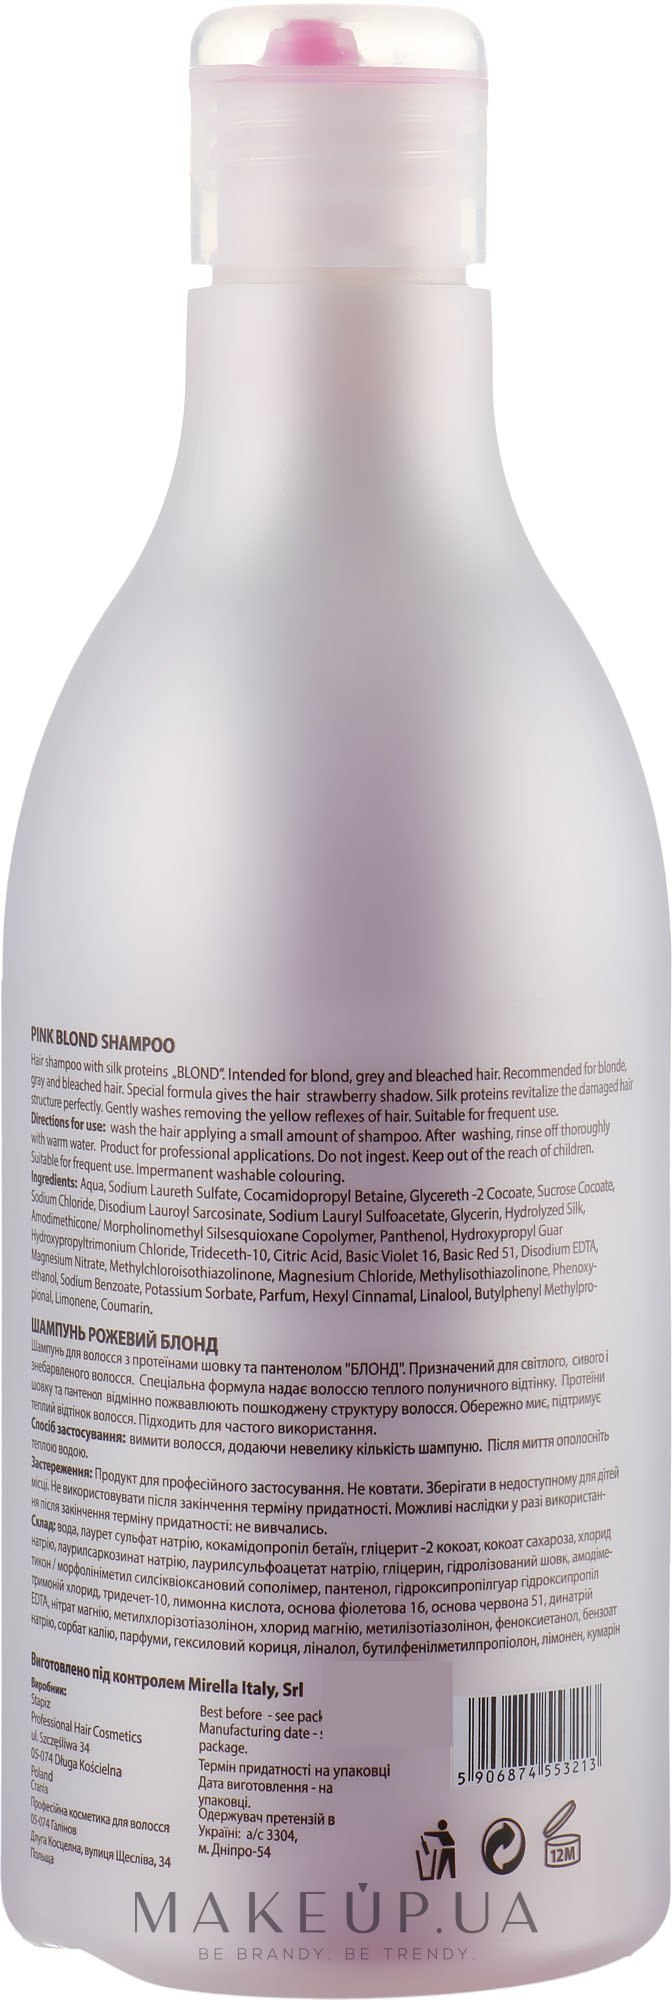 PINK BLOND SHAMPOO
Hair shampoo with silk proteins „BLOND”. Intended for blond, grey and bleached hair. Recommended for blonde,
gray and bleached hair. Special formula gives the hair strawberry shadow. Silk proteins revitalize the damaged hair
structure perfectly. Gently washes removing the yellow reflexes of hair. Suitable for frequent use.
Directions for use: wash the hair applying a small amount of shampoo. After washing, rinse off thoroughly
with warm water. Product for professional applications. Do not ingest. Keep out of the reach of children.
Suitable for frequent use. Impermanent washable colouring.
Ingredients: Aqua, Sodium Laureth Sulfate, Cocamidopropyl Betaine, Glycereth -2 Cocoate, Sucrose Cocoate,
Sodium Chloride, Disodium Lauroyl Sarcosinate, Sodium Lauryl Sulfoacetate, Glycerin, Hydrolyzed Silk,
Amodimethicone/ Morpholinomethyl Silsesquioxane Copolymer, Panthenol, Hydroxypropyl Guar
Hydroxypropyltrimonium Chloride, Trideceth-10, Citric Acid, Basic Violet 16, Basic Red 51, Disodium EDTA,
Magnesium Nitrate, Methylchloroisothiazolinone, Magnesium Chloride, Methylisothiazolinone, Phenoxy-
ethanol, Sodium Benzoate, Potassium Sorbate, Parfum, Hexyl Cinnamal, Linalool, Butylphenyl Methylpro-
pional, Limonene, Coumarin.
ШАМПУНЬ РОЖЕВИЙ БЛОНД
Шампунь для волосся з протеїнами шовку та пантенолом "БЛОНД". Призначений для світлого, сивого і
знебарвленого волосся. Спеціальна формула надає волоссю теплого полуничного відтінку. Протеїни
шовку та пантенол відмінно пожвавлюють пошкоджену структуру волосся. Обережно миє, підтримує
теплий відтінок волосся. Підходить для частого використання.
Спосіб застосування: вимити волосся, додаючи невелику кількість шампуню. Після миття ополосніть
теплою водою.
Застереження: Продукт для професійного застосування. Не ковтати. Зберігати в недоступному для дітей
місці. Не використовувати після закінчення терміну придатності. Можливі наслідки у разі використан-
ня після закінчення терміну придатності: не вивчались.
Склад: вода, лаурет сульфат натрію, кокамідопропіл бетаїн, гліцерит -2 кокоат, кокоат сахароза, хлорид
натрію, лаурилсаркозинат натрію, лаурилсульфоацетат натрію, гліцерин, гідролізований шовк, амодіме-
тикон / морфолініметил силсіквіоксановий сополімер, пантенол, гідроксипропілгуар гідроксипропіл
тримоній хлорид, тридечет-10, лимонна кислота, основа фіолетова 16, основа червона 51, динатрій
EDTA, нітрат магнію, метилхлорізотіазолінон, хлорид магнію, метилізотіазолінон, феноксиетанол, бензоат
натрію, сорбат калію, парфуми, гексиловий кориця, ліналол, бутилфенілметилпропіолон, лімонен, кумарін
Виготовлено під контролем Mirella Italy, Srl
Виробник:
Stapiz
Professional Hair Cosmetics
ul. Szczęśliwa 34
05-074 Długa Kościelna
Poland
Стапіз
Професійна косметика для волосся
05-074 Галінов
Длуга Косцелна, вулиця Щеслива, 34
Польща
Best before - see pack
Manufacturing date - s
package.
Термін придатності на упаковці
Дата виготовлення - на
упаковці.
Одержувач претензій в
Україні: а/с 3304,
м. Дніпро-54
5 906874 553213
12M
MAKEUP.UA
BE BRANDY. BE TRENDY.